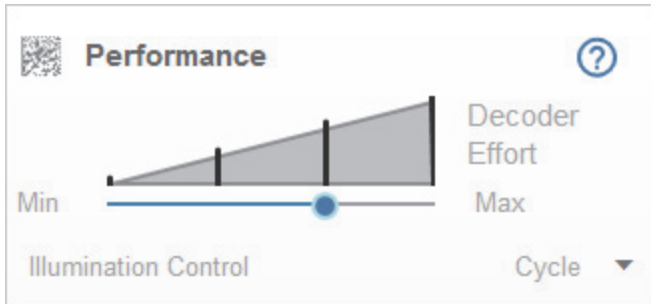 Performance
?
Decoder
Effort
Min
Max
Illumination Control
Cycle